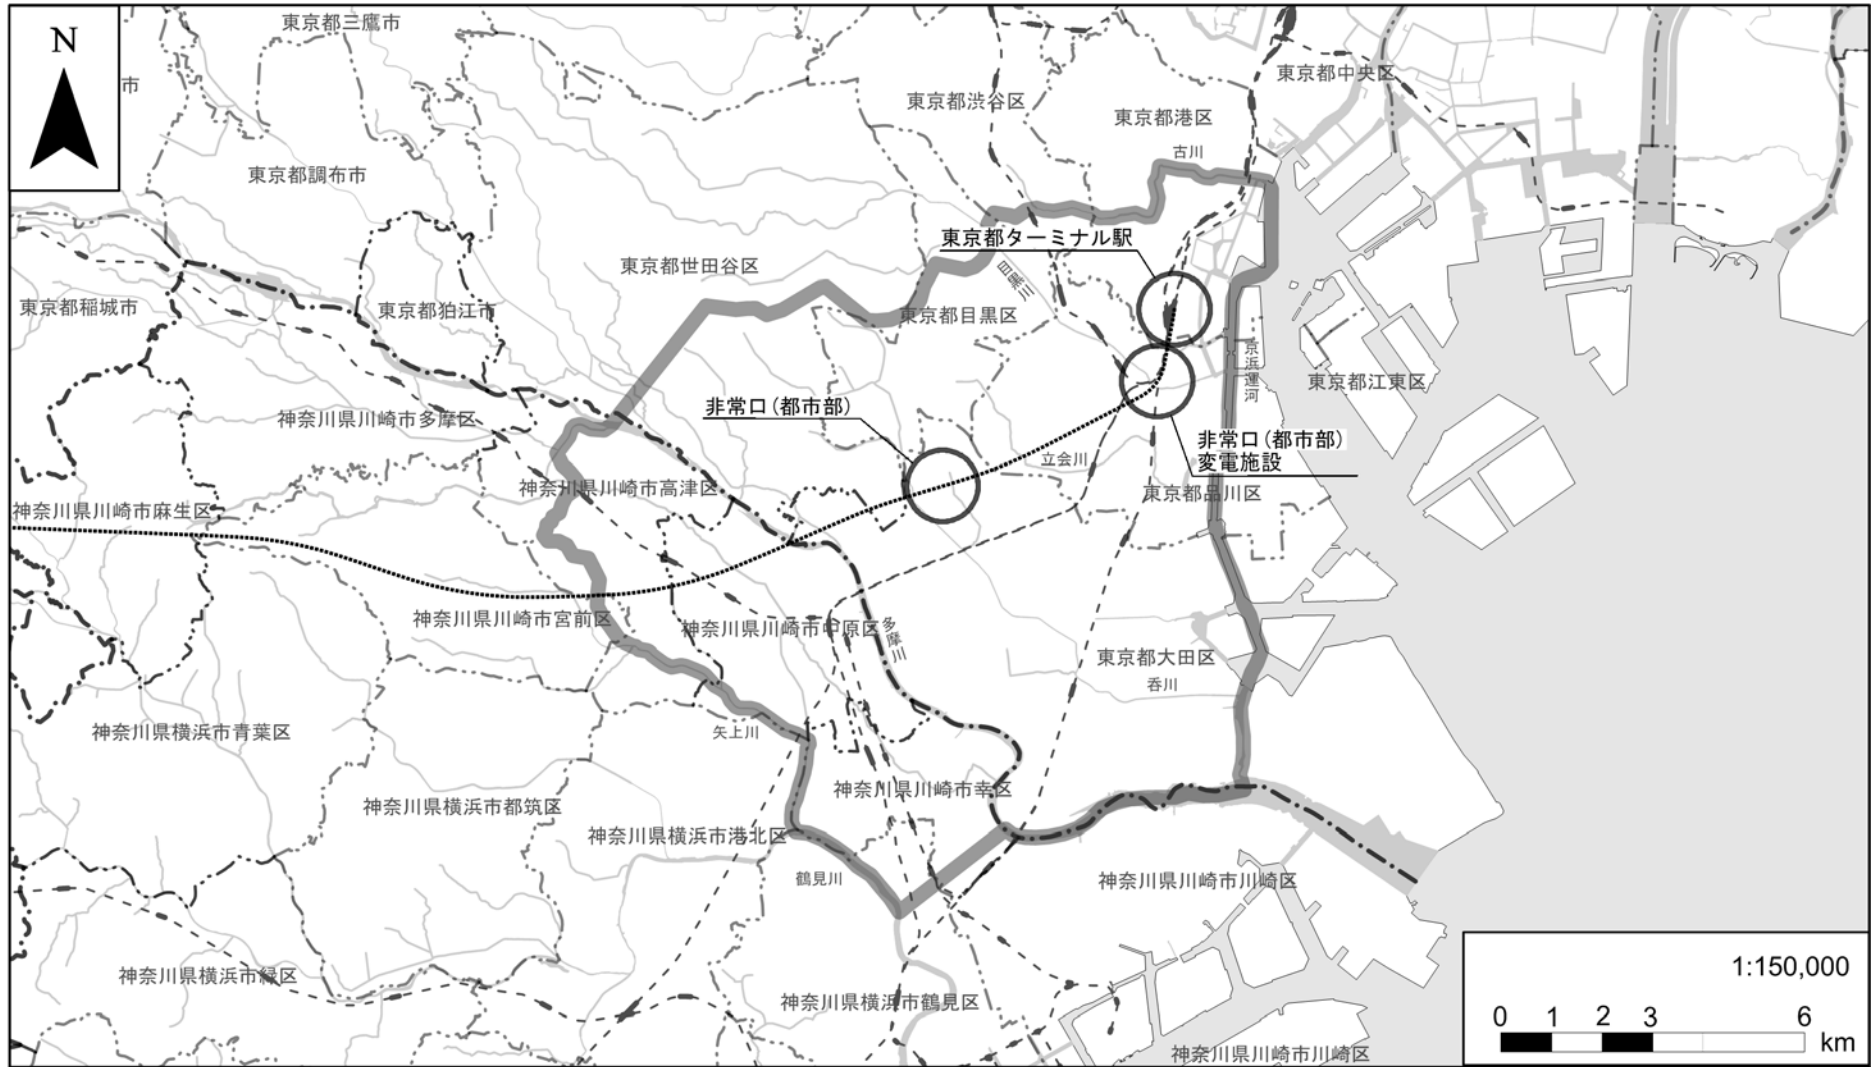 N
東京都三鷹市
市
東京都中央区
東京都渋谷区
東京都港区
古川
東京都調布市
東京都ターミナル駅
東京都世田谷区
目黒川
東京都稲城市
東京都狛江市
東京都目黒区
京浜運河
東京都江東区
非常口(都市部)
神奈川県川崎市多摩区
非常口(都市部)
変電施設
立会川
神奈川県川崎市高津区
東京都品川区
神奈川県川崎市麻生区
神奈川県川崎市宮前区
神奈川県川崎市中原区
多摩川
東京都大田区
呑川
神奈川県横浜市青葉区
矢上川
神奈川県川崎市幸区
神奈川県横浜市都筑区
神奈川県横浜市港北区
鶴見川
神奈川県川崎市川崎区
神奈川県横浜市緑区
神奈川県横浜市鶴見区
神奈川県川崎市川崎区
1:150,000
0 1 2 3 6
km